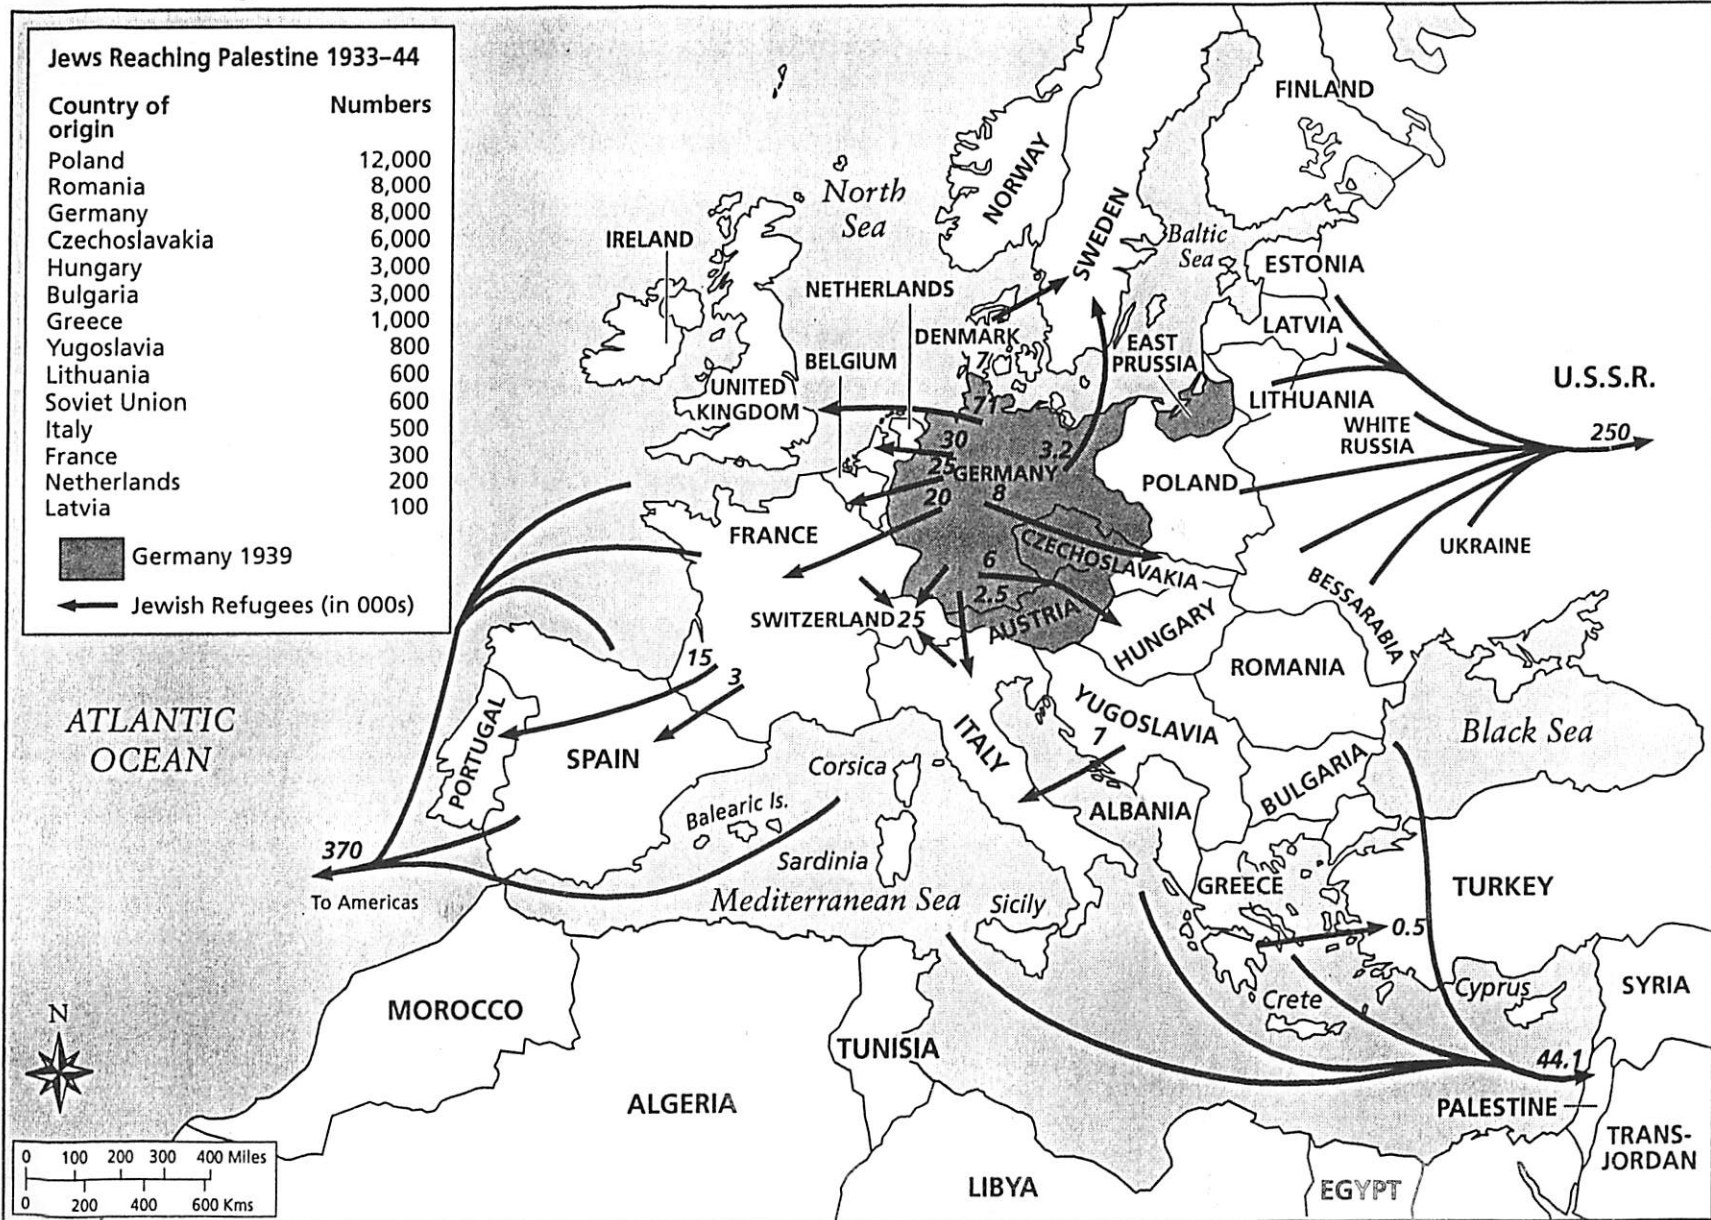 Jews Reaching Palestine 1933–44
Country of origin Numbers
Poland 12,000
Romania 8,000
Germany 8,000
Czechoslavakia 6,000
Hungary 3,000
Bulgaria 3,000
Greece 1,000
Yugoslavia 800
Lithuania 600
Soviet Union 600
Italy 500
France 300
Netherlands 200
Latvia 100
Germany 1939
Jewish Refugees (in 000s)
FINLAND
NORWAY
SWEDEN
North
Sea
Baltic
Sea
IRELAND
ESTONIA
NETHERLANDS
LATVIA
DENMARK
7
EAST
PRUSSIA
BELGIUM
U.S.S.R.
UNITED
KINGDOM
71
LITHUANIA
WHITE
RUSSIA
250
30
3.2
25
GERMANY
POLAND
20
8
FRANCE
CZECHOSLAVAKIA
UKRAINE
6
2.5
BESSARABIA
SWITZERLAND 25
AUSTRIA
HUNGARY
ROMANIA
15
3
YUGOSLAVIA
7
ATLANTIC
OCEAN
PORTUGAL
SPAIN
ITALY
Black Sea
Corsica
BULGARIA
Balearic Is.
ALBANIA
370
To Americas
Sardinia
Mediterranean Sea
Sicily
GREECE
TURKEY
0.5
Crete
Cyprus
SYRIA
N
MOROCCO
TUNISIA
44.1
ALGERIA
PALESTINE
TRANS-
JORDAN
LIBYA
EGYPT
0 100 200 300 400 Miles
0 200 400 600 Kms